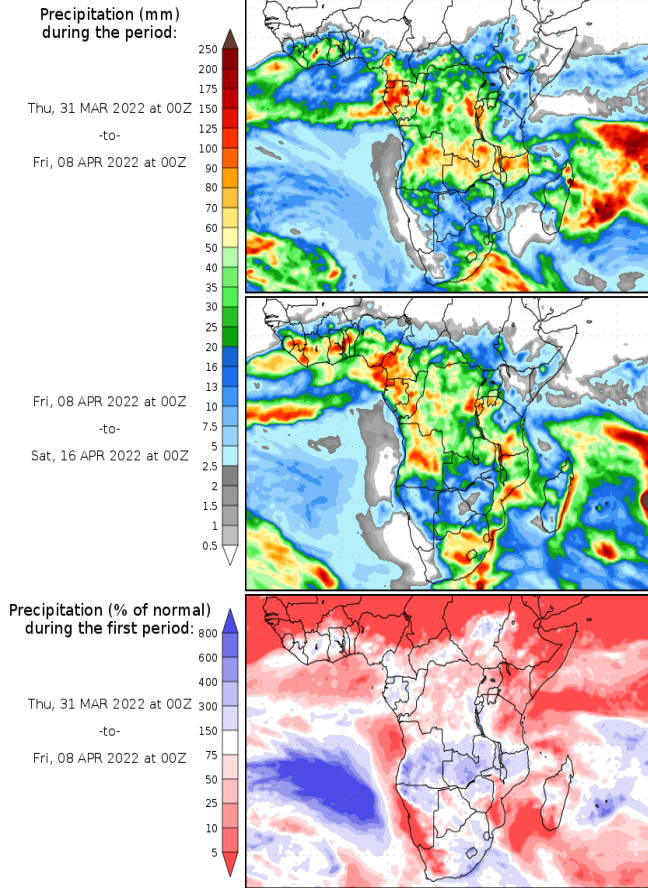 Precipitation (mm)
during the period:
250
200
175
150
125
100
90
80
70
60
50
40
35
30
25
20
16
13
10
7.5
5
2.5
2
1.5
1
0.5
Thu, 31 MAR 2022 at 00Z
-to-
Fri, 08 APR 2022 at 00Z
Fri, 08 APR 2022 at 00Z
-to-
Sat, 16 APR 2022 at 00Z
Precipitation (% of normal)
during the first period:
800
600
400
300
150
75
50
25
10
5
Thu, 31 MAR 2022 at 00Z
-to-
Fri, 08 APR 2022 at 00Z